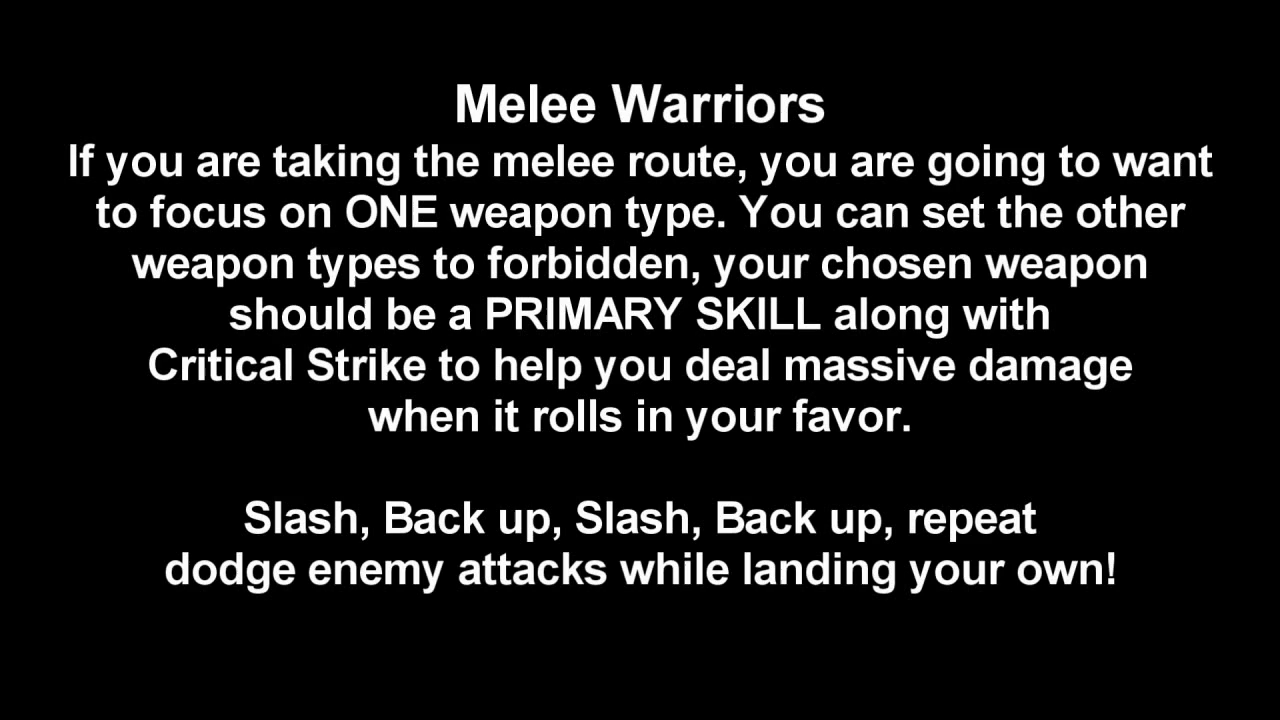 Melee Warriors
If you are taking the melee route, you are going to want
to focus on ONE weapon type. You can set the other
weapon types to forbidden, your chosen weapon
should be a PRIMARY SKILL along with
Critical Strike to help you deal massive damage
when it rolls in your favor.
Slash, Back up, Slash, Back up, repeat
dodge enemy attacks while landing your own!